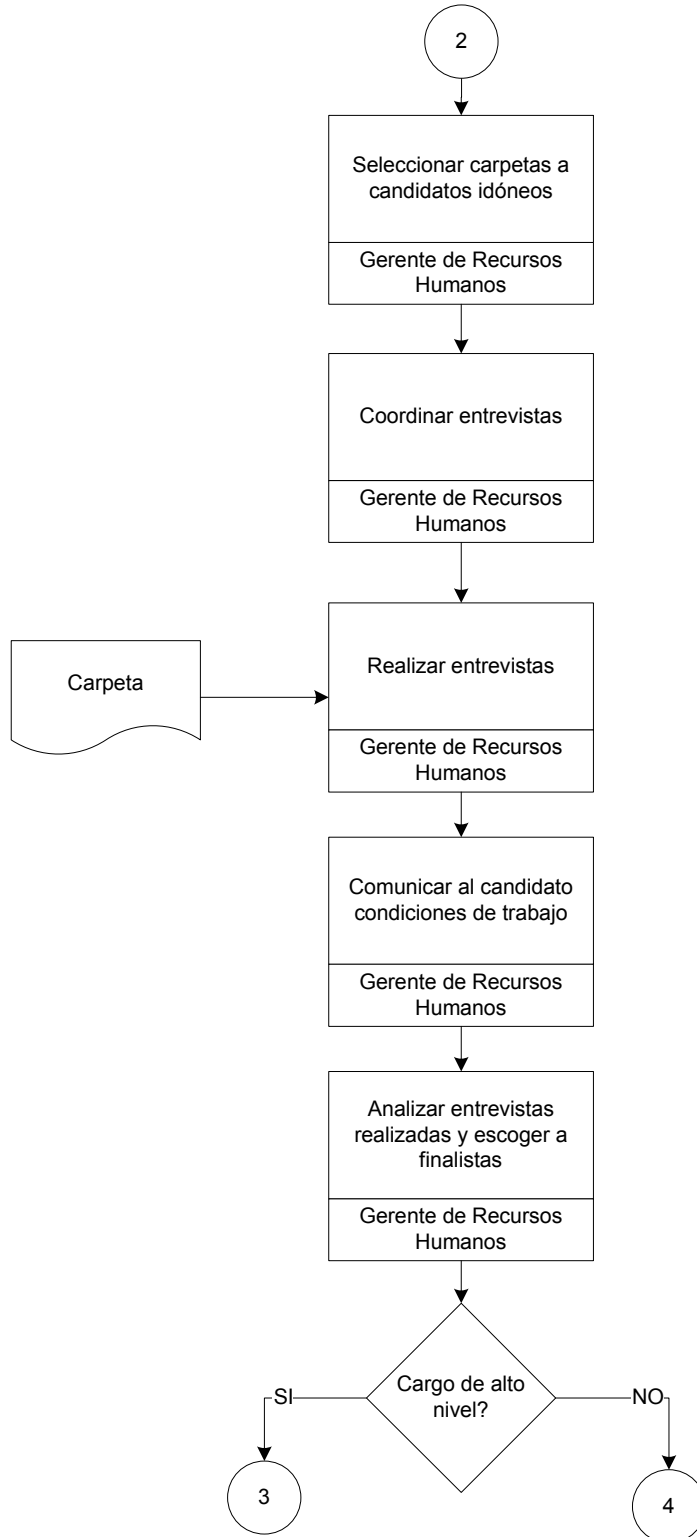 2
Seleccionar carpetas a
candidatos idóneos
Gerente de Recursos
Humanos
Coordinar entrevistas
Gerente de Recursos
Humanos
Carpeta
Realizar entrevistas
Gerente de Recursos
Humanos
Comunicar al candidato
condiciones de trabajo
Gerente de Recursos
Humanos
Analizar entrevistas
realizadas y escoger a
finalistas
Gerente de Recursos
Humanos
Cargo de alto
nivel?
SI
NO
3
4